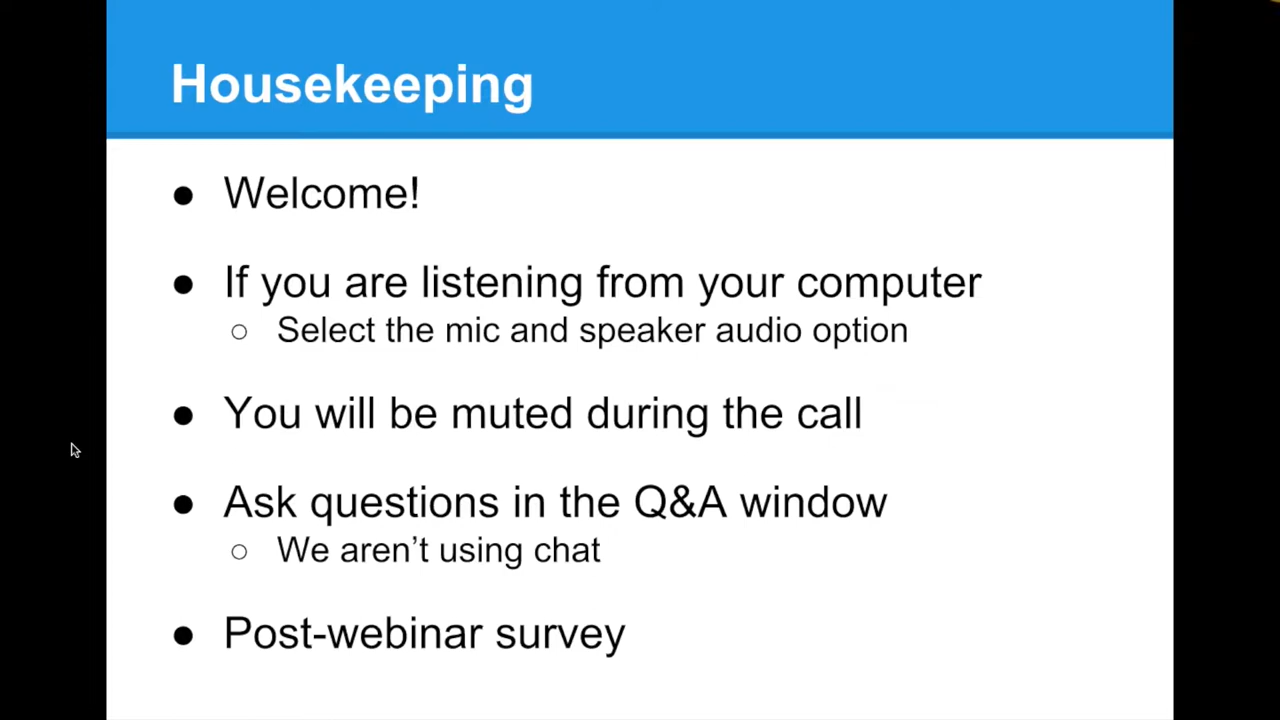 Housekeeping
● Welcome!
● If you are listening from your computer
○ Select the mic and speaker audio option
● You will be muted during the call
● Ask questions in the Q&A window
○ We aren’t using chat
● Post-webinar survey